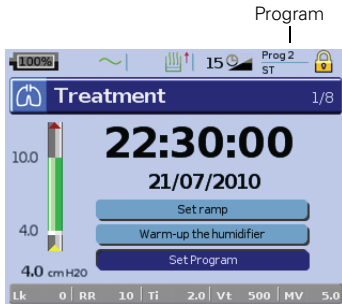 Program
100%
15
Prog 2
ST
Treatment
1/8
10.0
22:30:00
21/07/2010
Set ramp
4.0
Warm-up the humidifier
Set Program
4.0 cm H2O
Lk 0 RR 10 Ti 2.0 Vt 500 MV 5.0